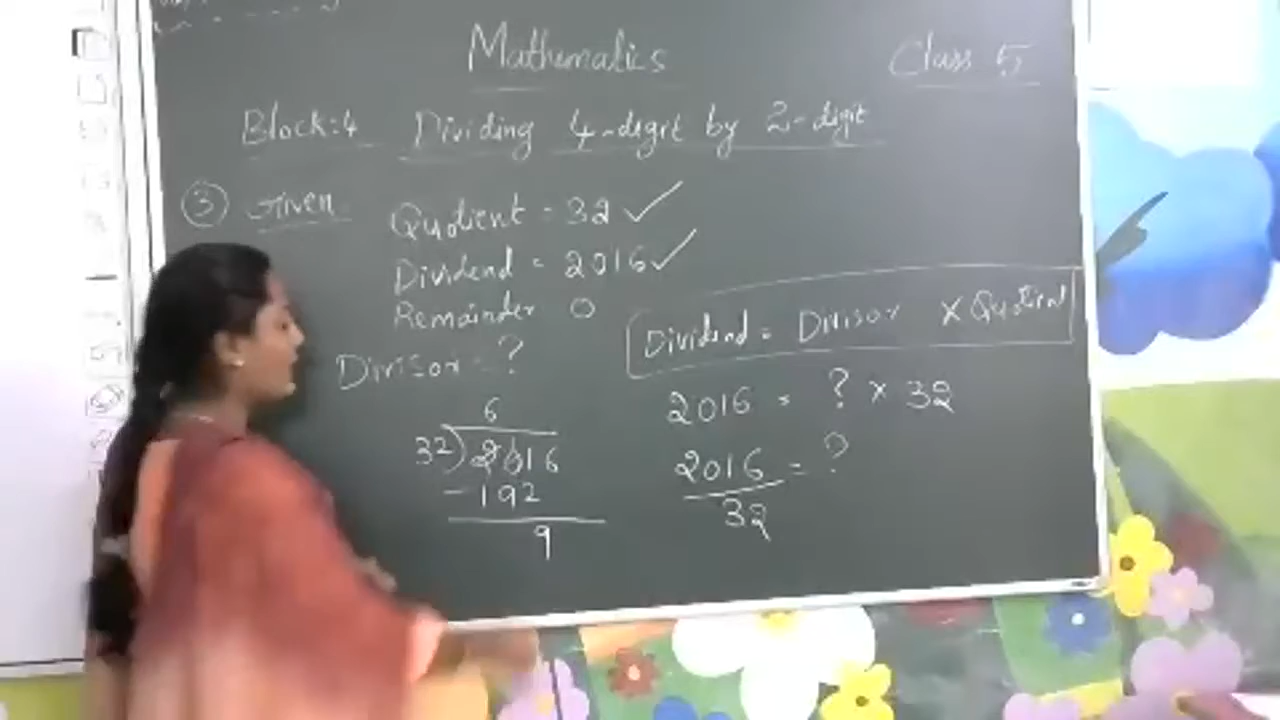 Mathematics Class 5
Block:4 Dividing 4-digit by 2-digit
③ Given Quotient = 32 ✓
Dividend = 2016 ✓
Remainder 0
Divisor = ?
Dividend = Divisor × Quotient
2016 = ? × 32
2016/32 = ?
6
32)2016
-192
9